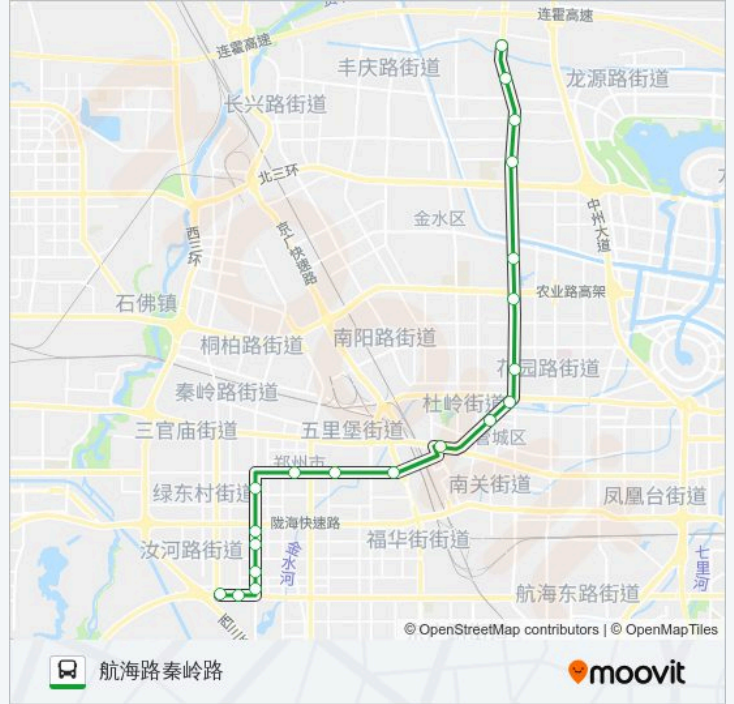 连霍高速
连霍高速
丰庆路街道
龙源路街道
长兴路街道
北三环
金水区
中州大道
西三环
京广快速路
石佛镇
农业路高架
南阳路街道
桐柏路街道
花园路街道
秦岭路街道
杜岭街道
三官庙街道
五里堡街道
管城区
郑州市
绿东村街道
南关街道
凤凰台街道
陇海快速路
汝河路街道
金水河
福华街街道
七里河
航海东路街道
© OpenStreetMap contributors | © OpenMapTiles
航海路秦岭路
moovit